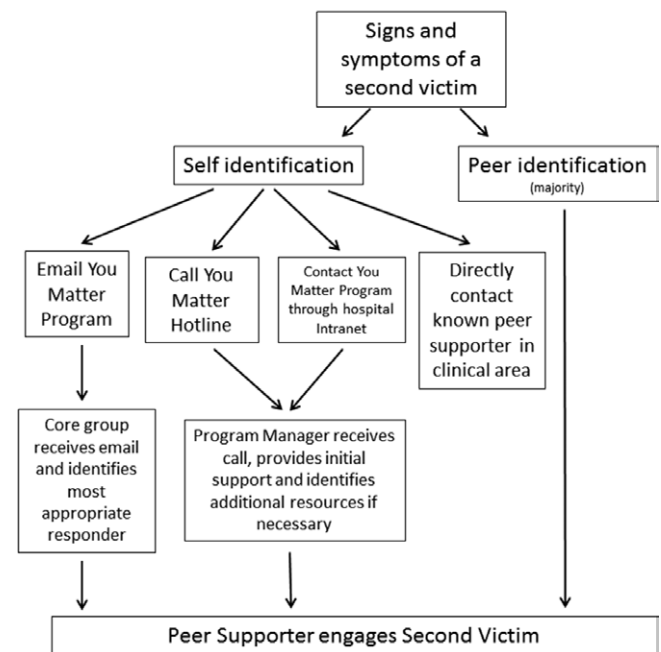 Signs and
symptoms of a
second victim
Self identification
Peer identification
(majority)
Email You
Matter
Program
Call You
Matter
Hotline
Contact You
Matter Program
through hospital
Intranet
Directly
contact
known peer
supporter in
clinical area
Core group
receives email
and identifies
most
appropriate
responder
Program Manager receives
call, provides initial
support and identifies
additional resources if
necessary
Peer Supporter engages Second Victim